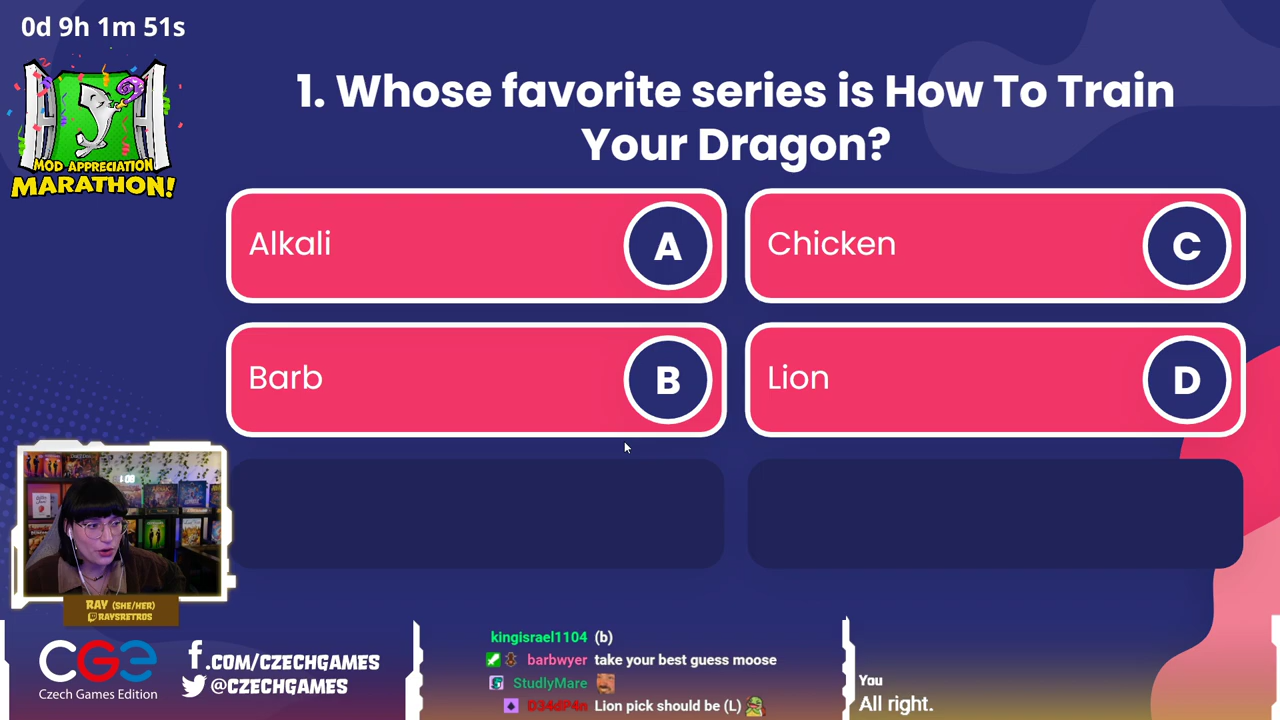 0d 9h 1m 51s
MOD APPRECIATION
MARATHON!
1. Whose favorite series is How To Train
Your Dragon?
Alkali
A
Chicken
C
Barb
B
Lion
D
RAY (SHE/HER)
RAYSRETROS
CGE
Czech Games Edition
.COM/CZECHGAMES
@CZECHGAMES
kingisrael1104 (b)
barbwyer take your best guess moose
StudlyMare
D34dP4n Lion pick should be (L)
You
All right.